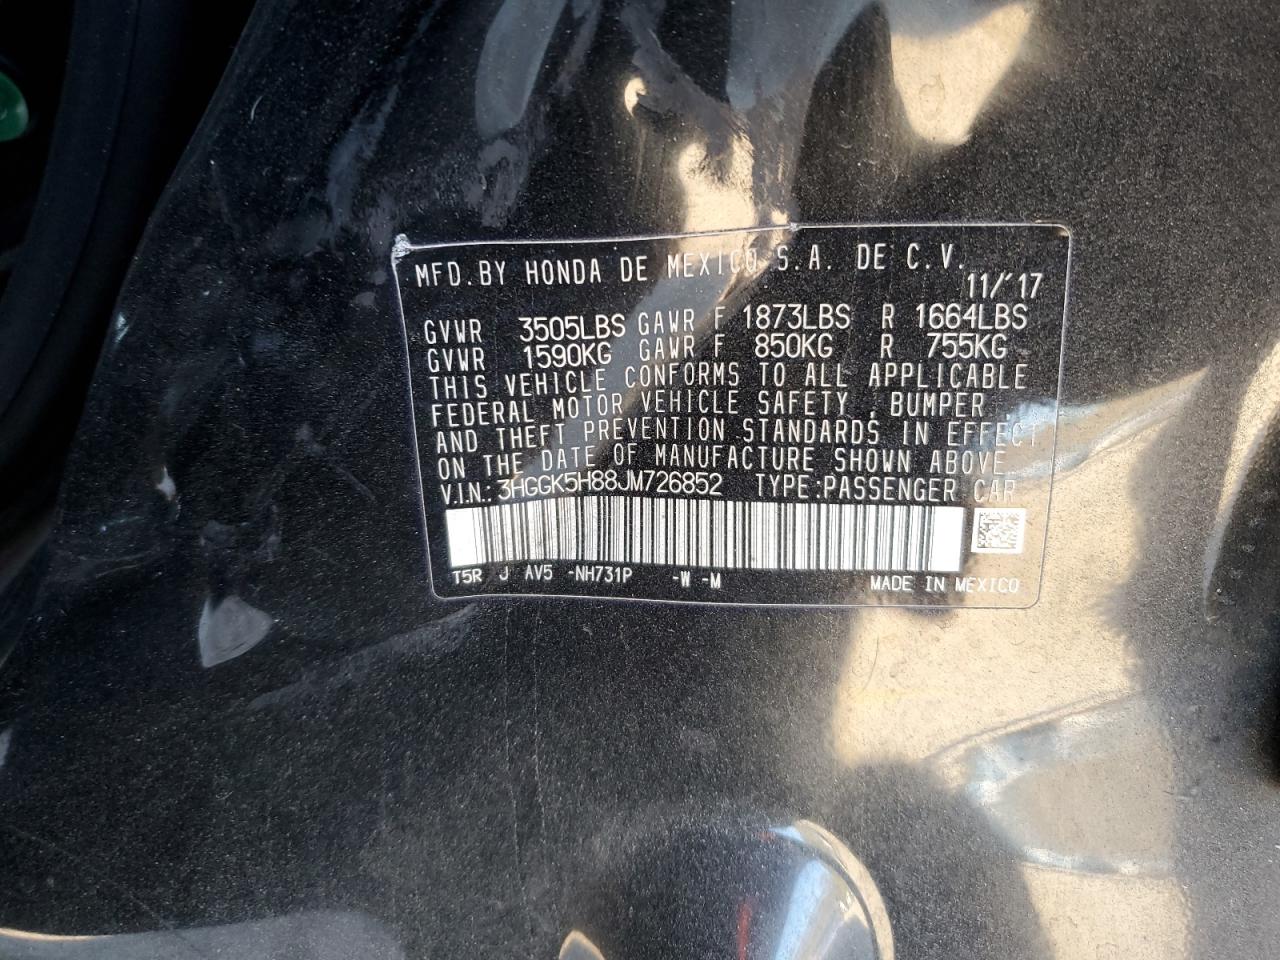 MFD. BY HONDA DE MEXICO S.A. DE C.V.
11/'17
GVWR 3505LBS GAWR F 1873LBS R 1664LBS
GVWR 1590KG GAWR F 850KG R 755KG
THIS VEHICLE CONFORMS TO ALL APPLICABLE
FEDERAL MOTOR VEHICLE SAFETY , BUMPER ,
AND THEFT PREVENTION STANDARDS IN EFFECT
ON THE DATE OF MANUFACTURE SHOWN ABOVE.
V.I.N.: 3HGGK5H88JM726852 TYPE:PASSENGER CAR
T5R J AV5 -NH731P -W -M MADE IN MEXICO